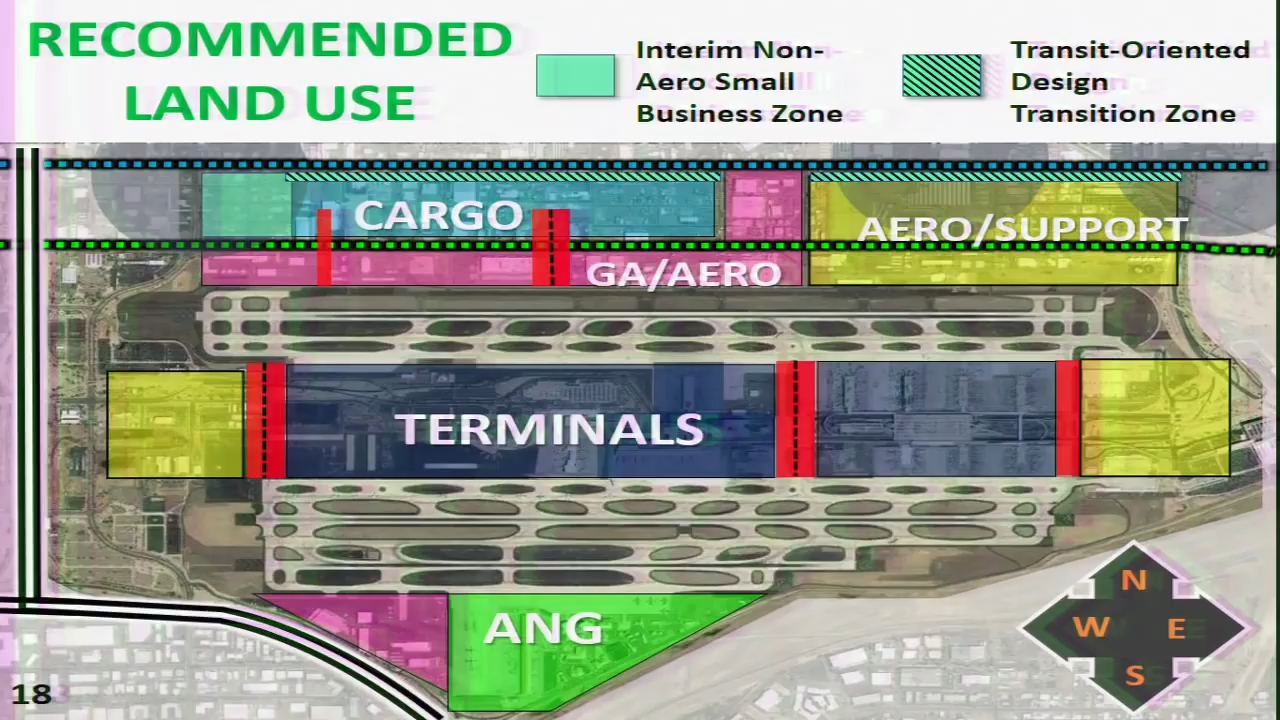 RECOMMENDED
LAND USE
Interim Non-
Aero Small
Business Zone
Transit-Oriented
Design
Transition Zone
CARGO
AERO/SUPPORT
GA/AERO
TERMINALS
ANG
N
W E
S
18